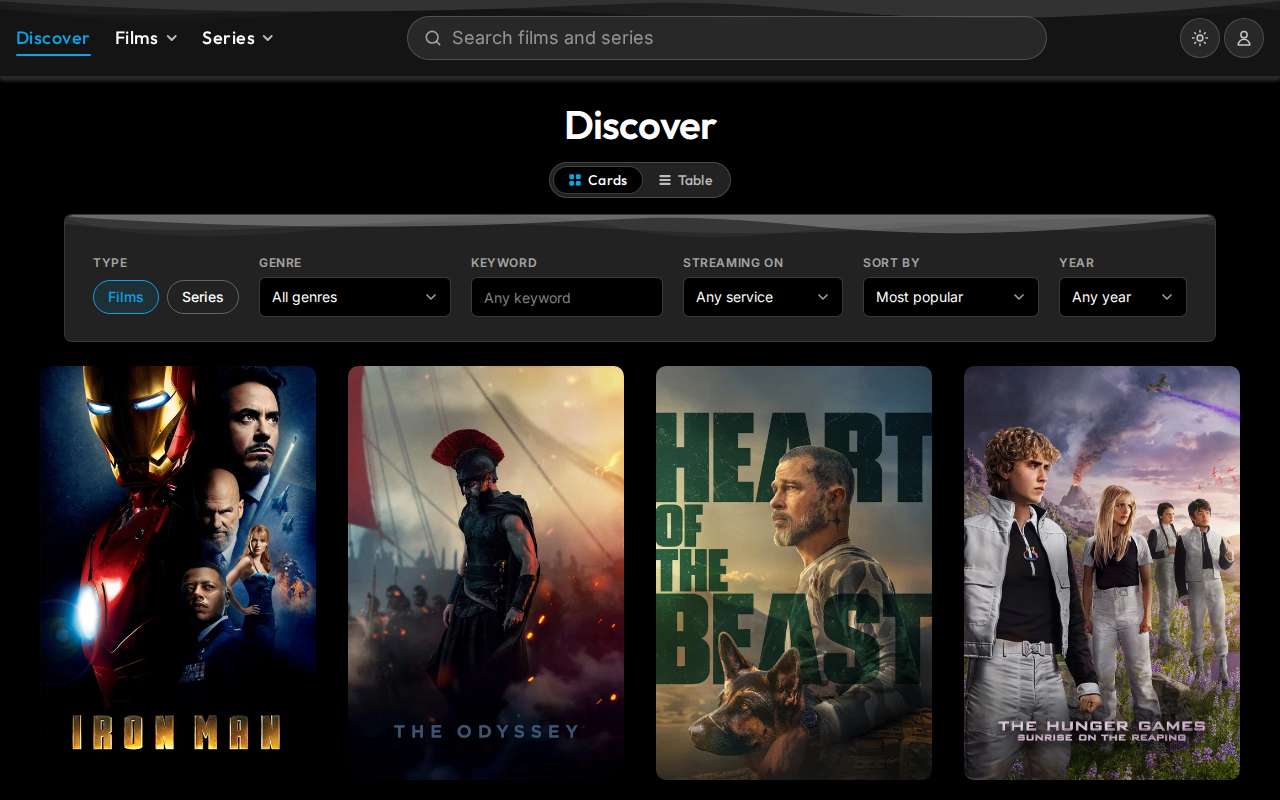 Discover Films Series Search films and series
Discover
Cards Table
TYPE GENRE KEYWORD STREAMING ON SORT BY YEAR
Films Series All genres Any keyword Any service Most popular Any year
IRON MAN
THE ODYSSEY
HEART
OF
THE
BEAST
THE HUNGER GAMES
SUNRISE ON THE REAPING